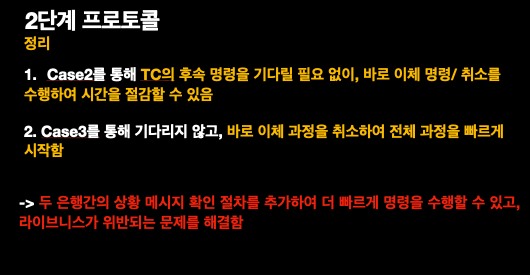 2단계 프로토콜
정리
1. Case2를 통해 TC의 후속 명령을 기다릴 필요 없이, 바로 이체 명령/ 취소를
수행하여 시간을 절감할 수 있음
2. Case3를 통해 기다리지 않고, 바로 이체 과정을 취소하여 전체 과정을 빠르게
시작함
-> 두 은행간의 상황 메시지 확인 절차를 추가하여 더 빠르게 명령을 수행할 수 있고,
라이브니스가 위반되는 문제를 해결함